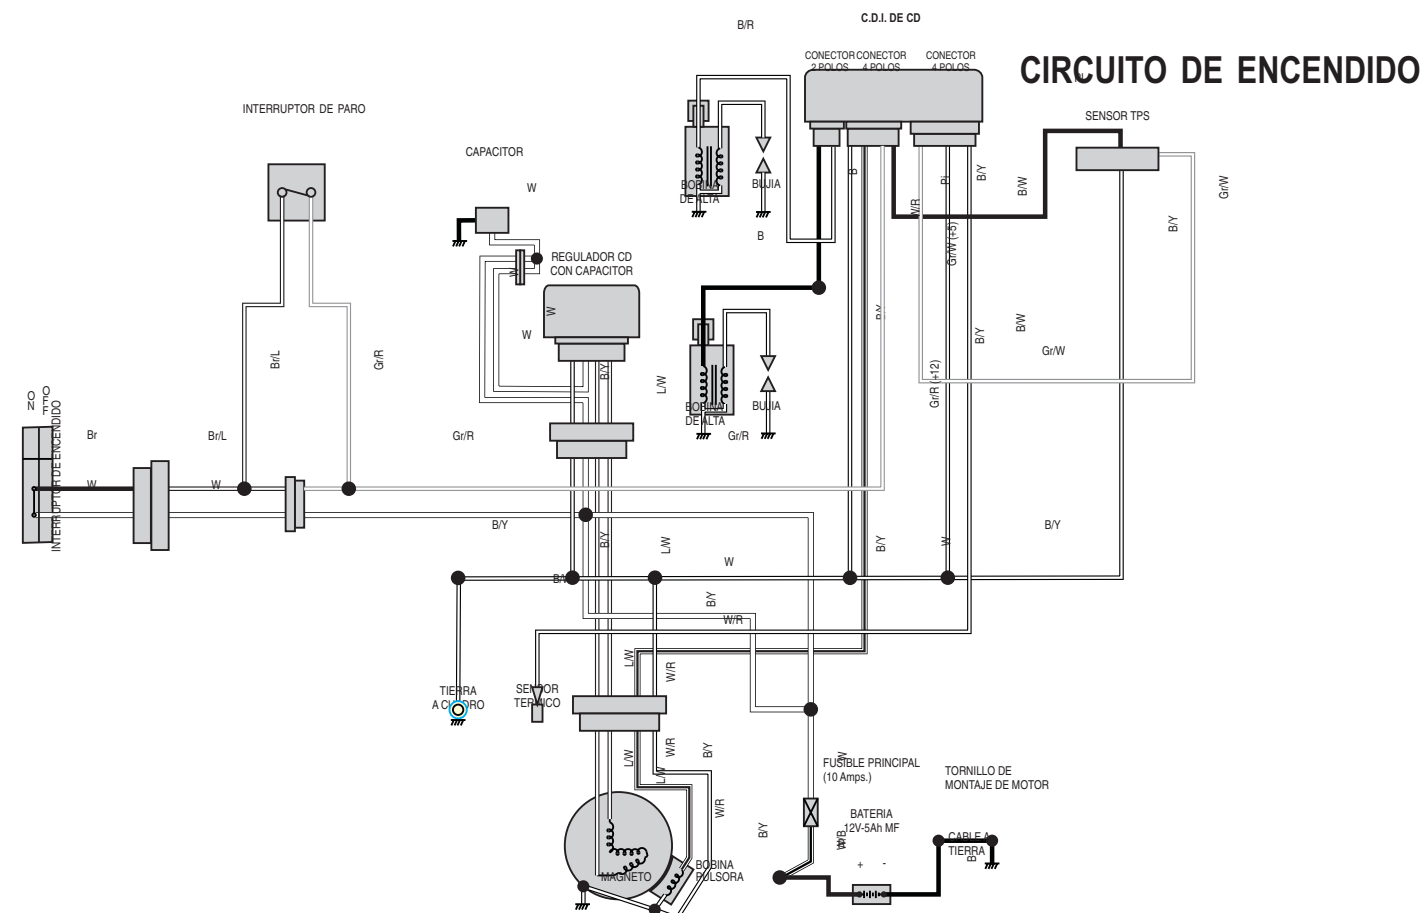 B/R
C.D.I. DE CD
CONECTOR
2 POLOS
CONECTOR
4 POLOS
CONECTOR
4 POLOS
CIRCUITO DE ENCENDIDO
INTERRUPTOR DE PARO
SENSOR TPS
CAPACITOR
W
BOBINA
DE ALTA
BUJIA
B
B
Pi
B/Y
B/W
Gr/W
W/R
B/Y
Gr/W (+5)
REGULADOR CD
CON CAPACITOR
W
W
W
B/Y
B/W
B/Y
Gr/W
Br/L
Gr/R
B/Y
L/W
Gr/R (+12)
ON
OFF
INTERRUPTOR DE ENCENDIDO
BOBINA
DE ALTA
BUJIA
Br
Br/L
Gr/R
Gr/R
W
W
B/Y
B/Y
L/W
B/Y
W
B/Y
W
B/Y
W/R
L/W
W/R
TIERRA
A CUADRO
SENSOR
TERMICO
L/W
W/R
B/Y
L/W
W
FUSIBLE PRINCIPAL
(10 Amps.)
TORNILLO DE
MONTAJE DE MOTOR
W/R
B/Y
BATERIA
12V-5Ah MF
CABLE A
TIERRA
B
+ -
MAGNETO
BOBINA
PULSORA